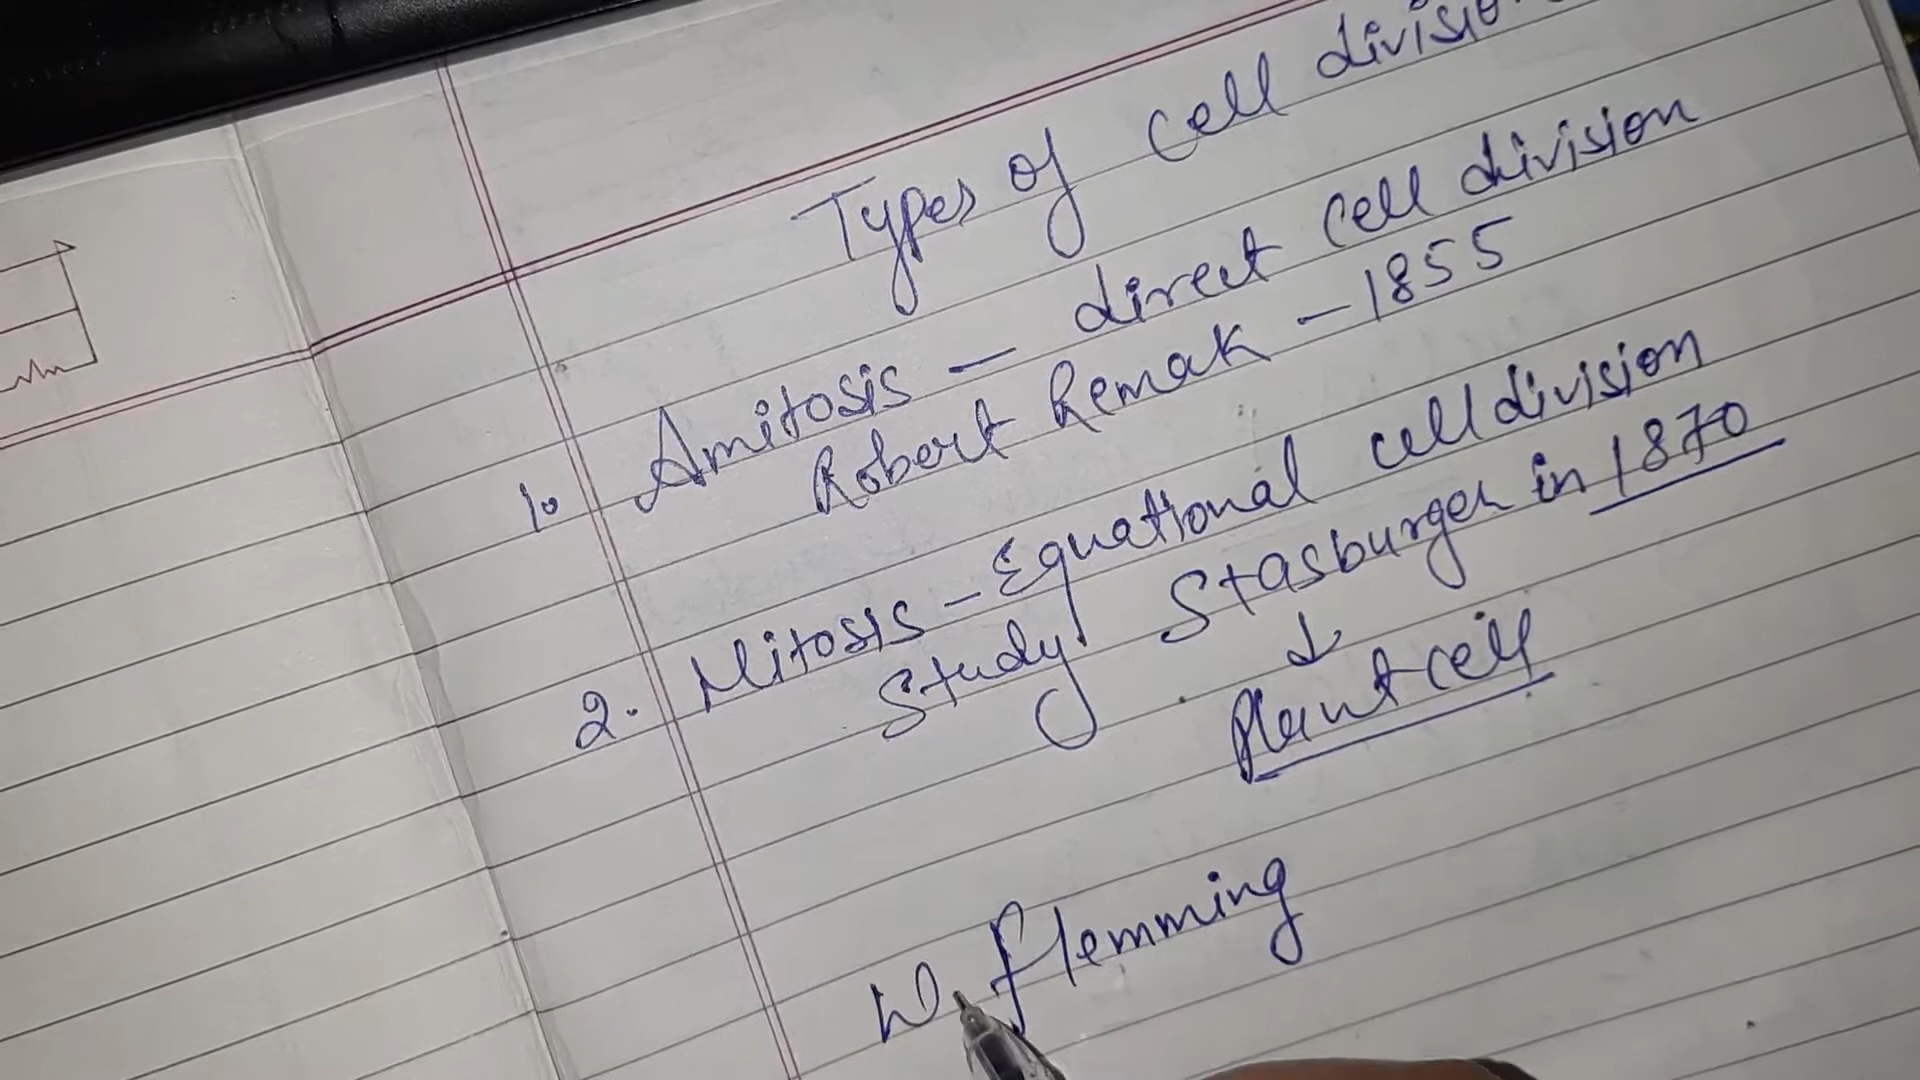 Types of cell division
1. Amitosis - direct cell division
Robert Remak - 1855
2. Mitosis - Equational cell division
Study Stasburger in 1870
Plant cell
W. flemming